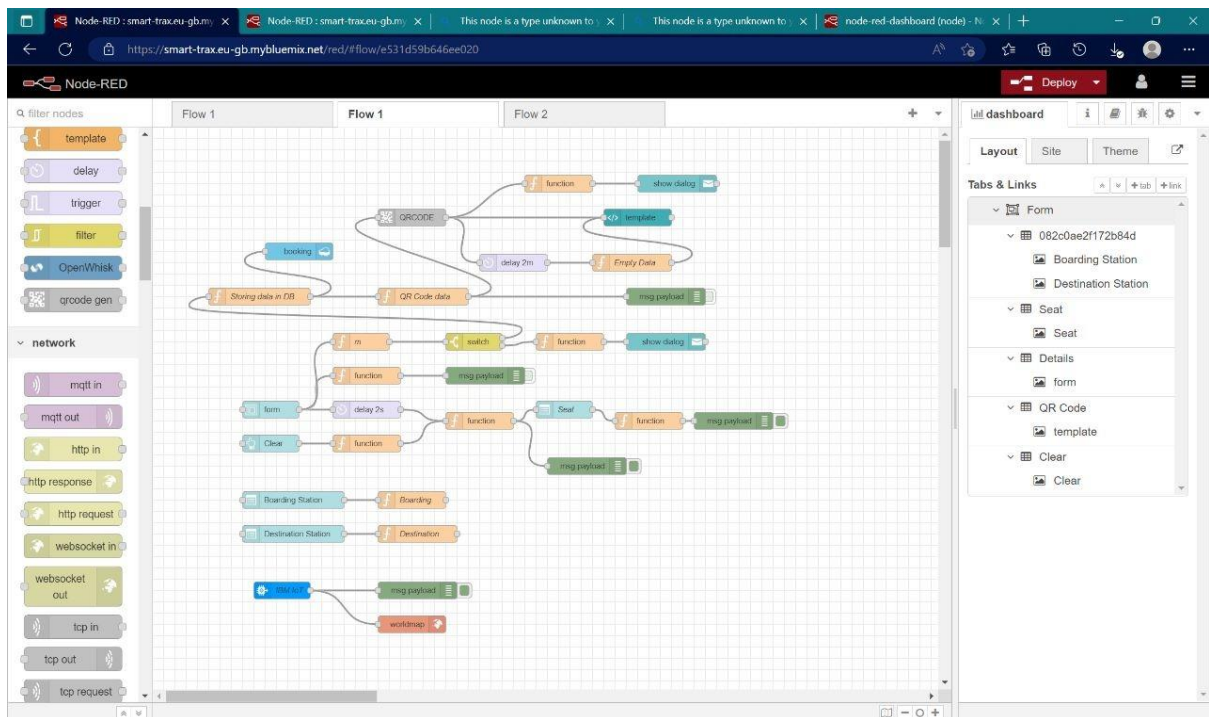 Node-RED : smart-trax.eu-gb.my
Node-RED : smart-trax.eu-gb.my
This node is a type unknown to y
This node is a type unknown to y
node-red-dashboard (node) - N
https://smart-trax.eu-gb.mybluemix.net/red/#flow/e531d59b646ee020
Node-RED
Deploy
filter nodes
Flow 1
Flow 1
Flow 2
dashboard
template
delay
trigger
filter
OpenWhisk
qrcode gen
network
mqtt in
mqtt out
http in
http response
http request
websocket in
websocket
out
tcp in
tcp out
tcp request
function
show dialog
QRCODE
template
booking
delay 2m
Empty Data
Storing data in DB
QR Code data
msg.payload
m
switch
function
show dialog
function
msg.payload
form
delay 2s
function
Seat
function
msg.payload
Clear
function
msg.payload
Boarding Station
Boarding
Destination Station
Destination
IBM IoT
msg.payload
worldmap
Layout
Site
Theme
Tabs & Links
+tab
+link
Form
082c0ae2f172b84d
Boarding Station
Destination Station
Seat
Seat
Details
form
QR Code
template
Clear
Clear